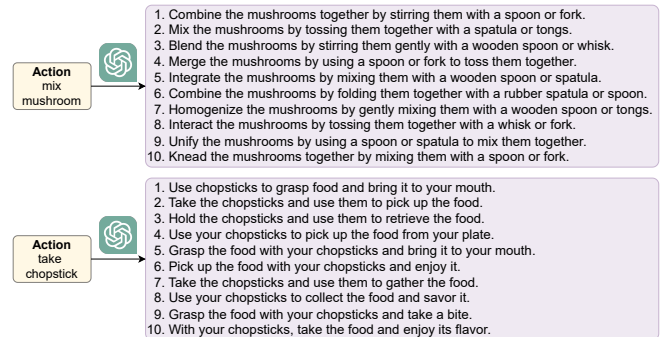 Action
mix
mushroom
1. Combine the mushrooms together by stirring them with a spoon or fork.
2. Mix the mushrooms by tossing them together with a spatula or tongs.
3. Blend the mushrooms by stirring them gently with a wooden spoon or whisk.
4. Merge the mushrooms by using a spoon or fork to toss them together.
5. Integrate the mushrooms by mixing them with a wooden spoon or spatula.
6. Combine the mushrooms by folding them together with a rubber spatula or spoon.
7. Homogenize the mushrooms by gently mixing them with a wooden spoon or tongs.
8. Interact the mushrooms by tossing them together with a whisk or fork.
9. Unify the mushrooms by using a spoon or spatula to mix them together.
10. Knead the mushrooms together by mixing them with a spoon or fork.
Action
take
chopstick
1. Use chopsticks to grasp food and bring it to your mouth.
2. Take the chopsticks and use them to pick up the food.
3. Hold the chopsticks and use them to retrieve the food.
4. Use your chopsticks to pick up the food from your plate.
5. Grasp the food with your chopsticks and bring it to your mouth.
6. Pick up the food with your chopsticks and enjoy it.
7. Take the chopsticks and use them to gather the food.
8. Use your chopsticks to collect the food and savor it.
9. Grasp the food with your chopsticks and take a bite.
10. With your chopsticks, take the food and enjoy its flavor.